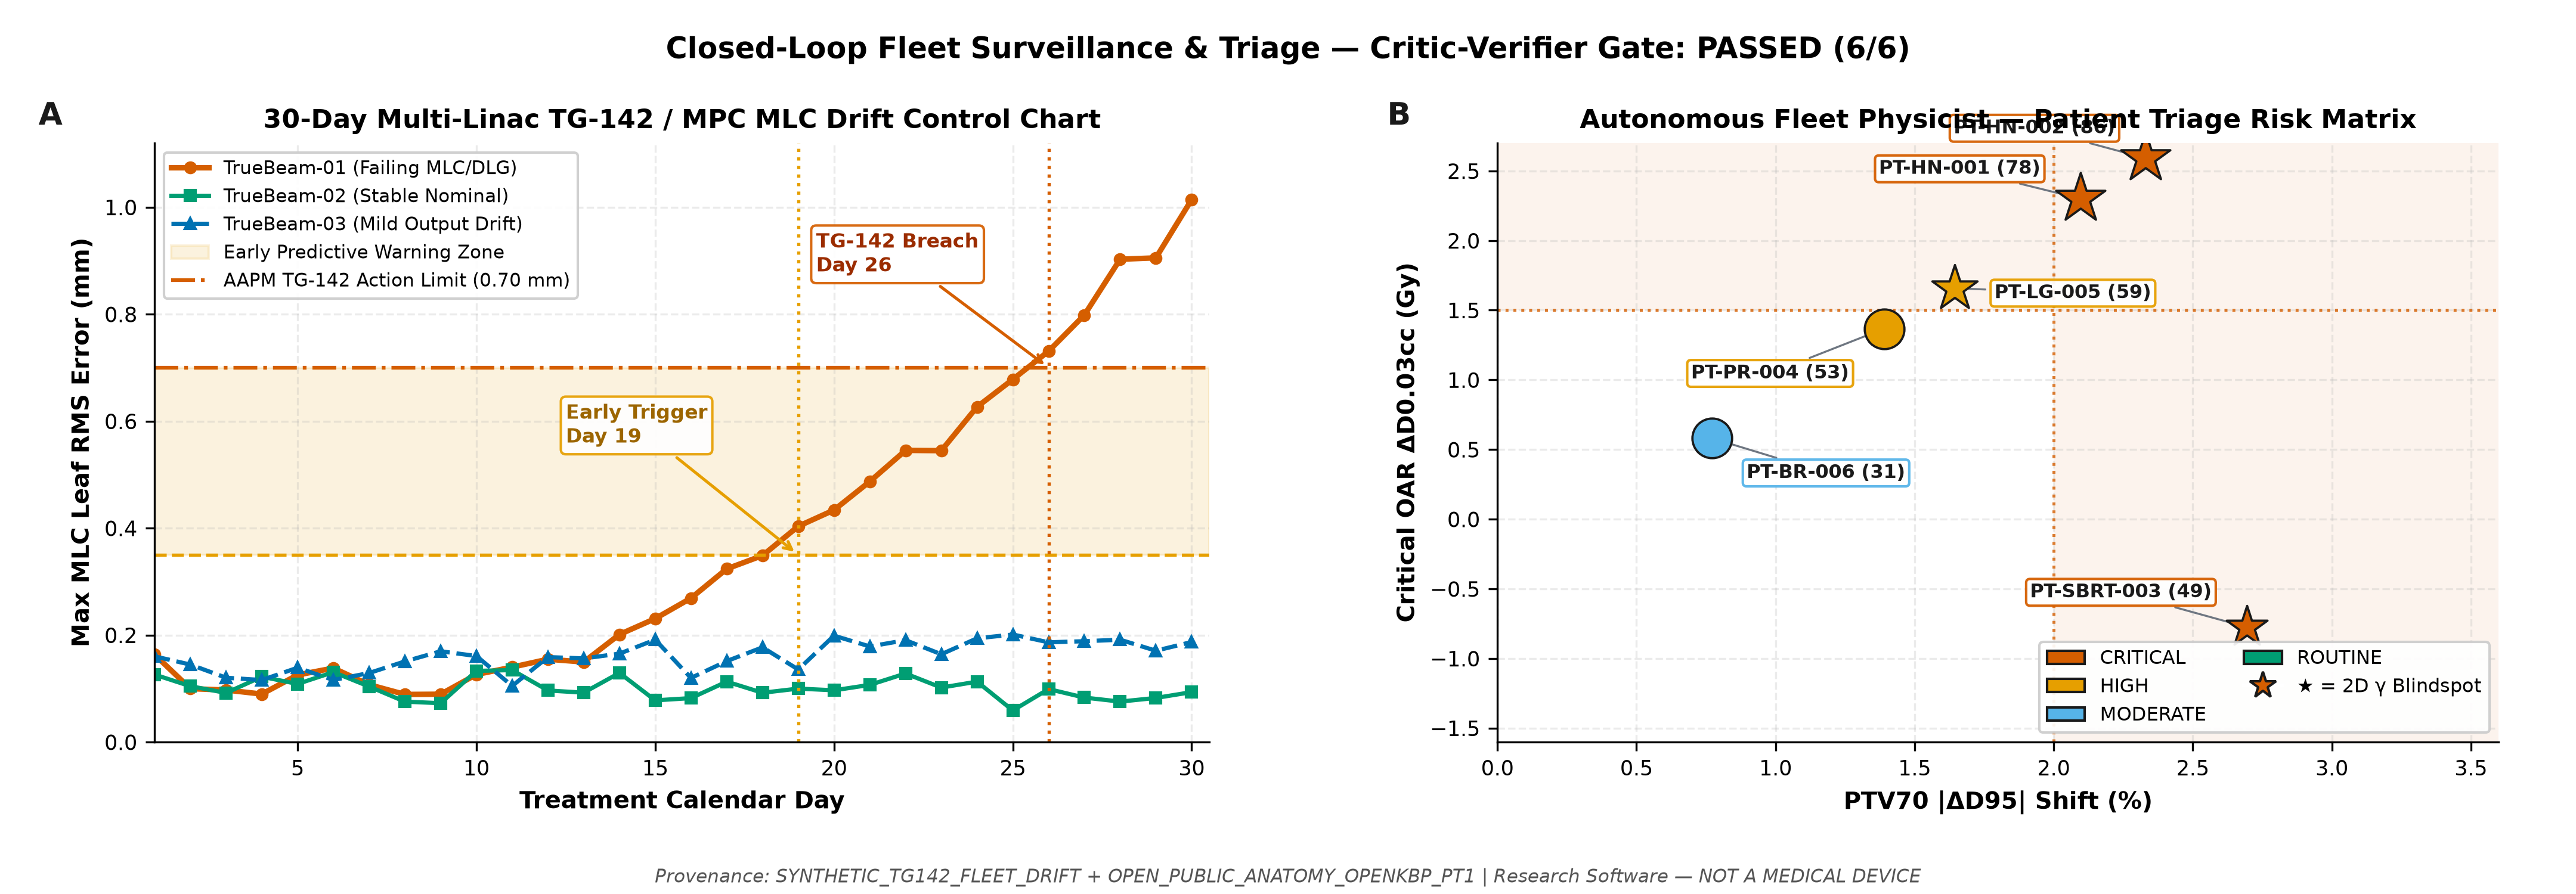 Closed-Loop Fleet Surveillance & Triage — Critic-Verifier Gate: PASSED (6/6)
A
30-Day Multi-Linac TG-142 / MPC MLC Drift Control Chart
Max MLC Leaf RMS Error (mm)
1.0
0.8
0.6
0.4
0.2
0.0
TrueBeam-01 (Failing MLC/DLG)
TrueBeam-02 (Stable Nominal)
TrueBeam-03 (Mild Output Drift)
Early Predictive Warning Zone
AAPM TG-142 Action Limit (0.70 mm)
TG-142 Breach
Day 26
Early Trigger
Day 19
5 10 15 20 25 30
Treatment Calendar Day
B
Autonomous Fleet Physicist — Patient Triage Risk Matrix
Critical OAR ΔD0.03cc (Gy)
2.5
2.0
1.5
1.0
0.5
0.0
−0.5
−1.0
−1.5
PT-HN-002 (86)
PT-HN-001 (78)
PT-LG-005 (59)
PT-PR-004 (53)
PT-BR-006 (31)
PT-SBRT-003 (49)
CRITICAL
HIGH
MODERATE
ROUTINE
★ = 2D γ Blindspot
0.0 0.5 1.0 1.5 2.0 2.5 3.0 3.5
PTV70 |ΔD95| Shift (%)
Provenance: SYNTHETIC_TG142_FLEET_DRIFT + OPEN_PUBLIC_ANATOMY_OPENKBP_PT1 | Research Software — NOT A MEDICAL DEVICE